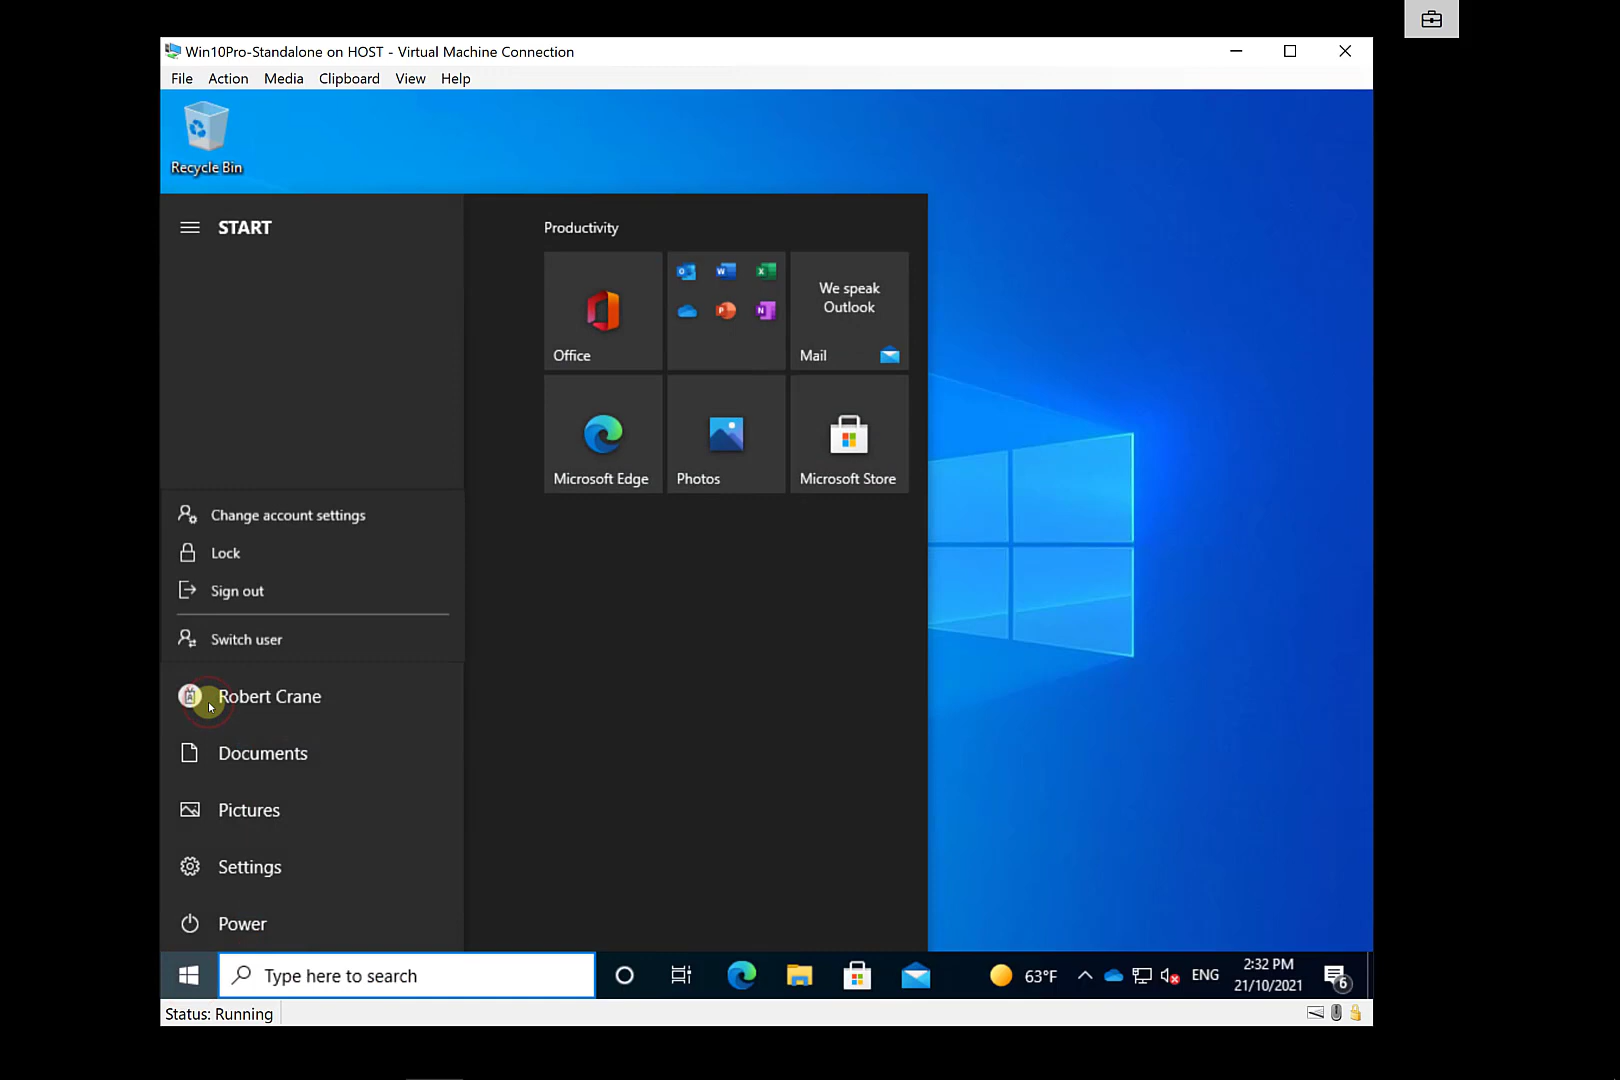 Win10Pro-Standalone on HOST - Virtual Machine Connection
File Action Media Clipboard View Help
Recycle Bin
START
Productivity
We speak
Outlook
Office
Mail
Microsoft Edge
Photos
Microsoft Store
Change account settings
Lock
Sign out
Switch user
Robert Crane
Documents
Pictures
Settings
Power
Type here to search
63°F
ENG
2:32 PM
21/10/2021
6
Status: Running